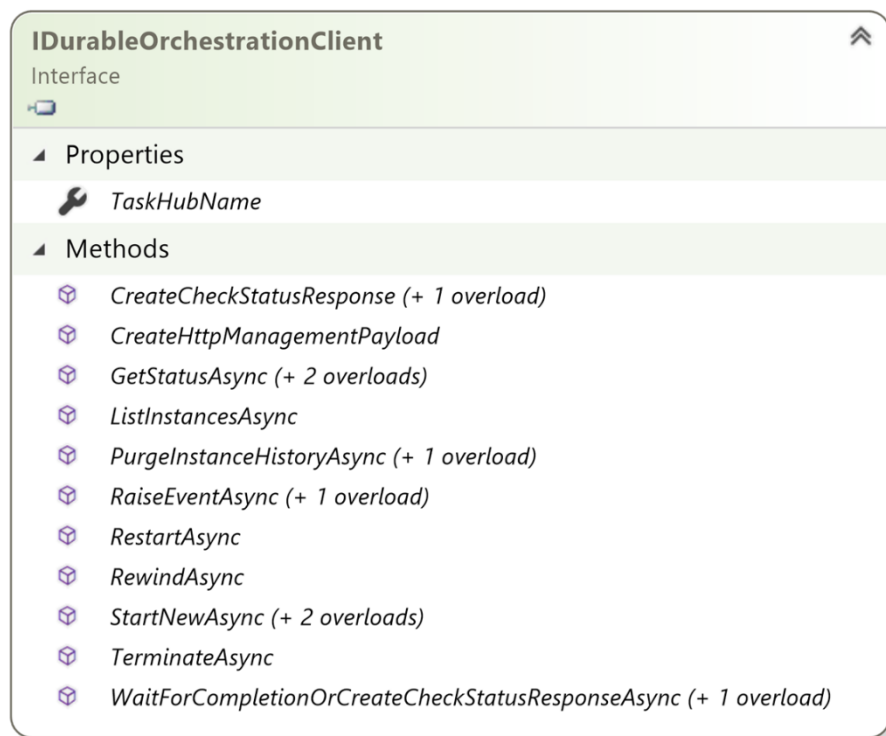 IDurableOrchestrationClient
Interface
Properties
TaskHubName
Methods
CreateCheckStatusResponse (+ 1 overload)
CreateHttpManagementPayload
GetStatusAsync (+ 2 overloads)
ListInstancesAsync
PurgeInstanceHistoryAsync (+ 1 overload)
RaiseEventAsync (+ 1 overload)
RestartAsync
RewindAsync
StartNewAsync (+ 2 overloads)
TerminateAsync
WaitForCompletionOrCreateCheckStatusResponseAsync (+ 1 overload)